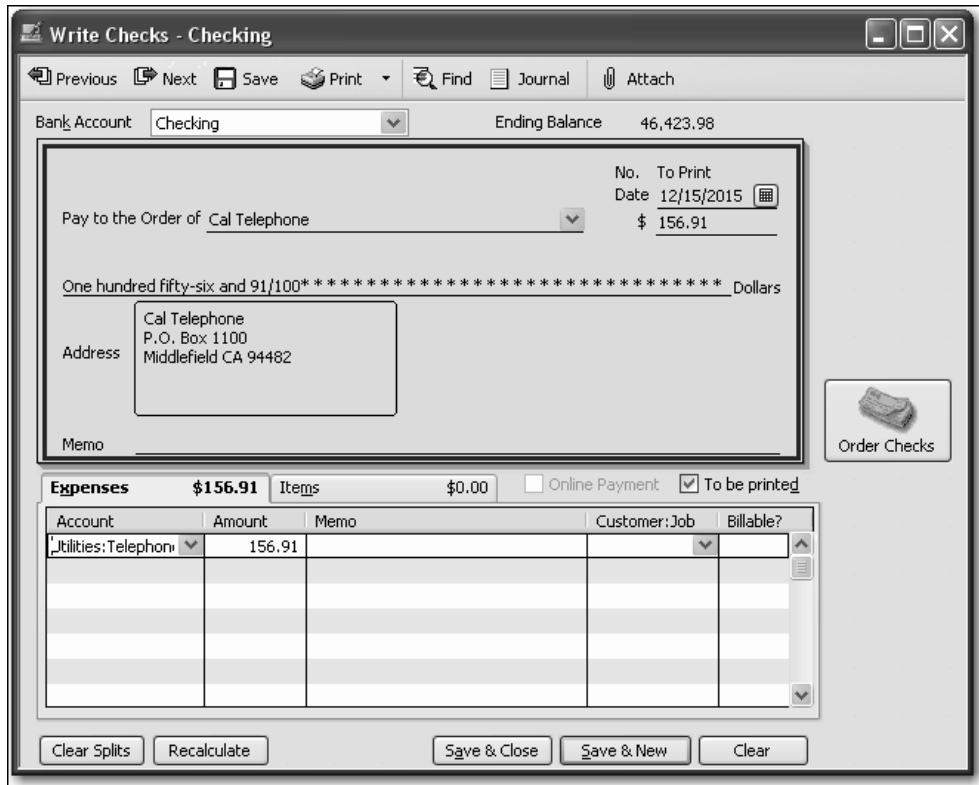 Write Checks - Checking
Previous Next Save Print Find Journal Attach
Bank Account Checking Ending Balance 46,423.98
No. To Print
Date 12/15/2015
Pay to the Order of Cal Telephone $ 156.91
One hundred fifty-six and 91/100* * * * * * * * * * * * * * * * * * * * * * * * * * * * * * * * Dollars
Cal Telephone
P.O. Box 1100
Address Middlefield CA 94482
Memo
Order Checks
Expenses $156.91 Items $0.00 Online Payment To be printed
Account Amount Memo Customer:Job Billable?
Utilities:Telephon 156.91
Clear Splits Recalculate Save & Close Save & New Clear